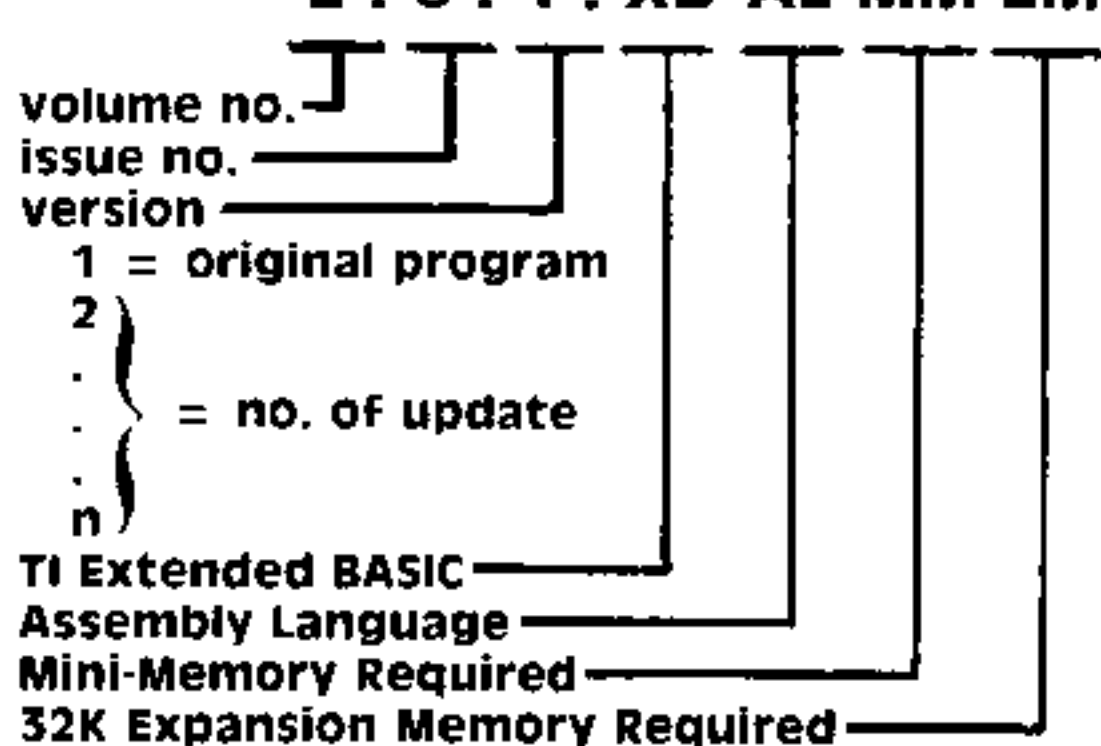 volume no.
issue no.
version
1 = original program
2
.
.
.
n
= no. of update
TI Extended BASIC
Assembly Language
Mini-Memory Required
32K Expansion Memory Required